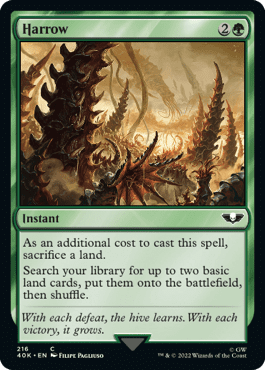 Harrow 2
Instant
As an additional cost to cast this spell,
sacrifice a land.
Search your library for up to two basic
land cards, put them onto the battlefield,
then shuffle.
With each defeat, the hive learns. With each
victory, it grows.
216 C © GW
40K • EN Filipe Pagliuso ™ & © 2022 Wizards of the Coast